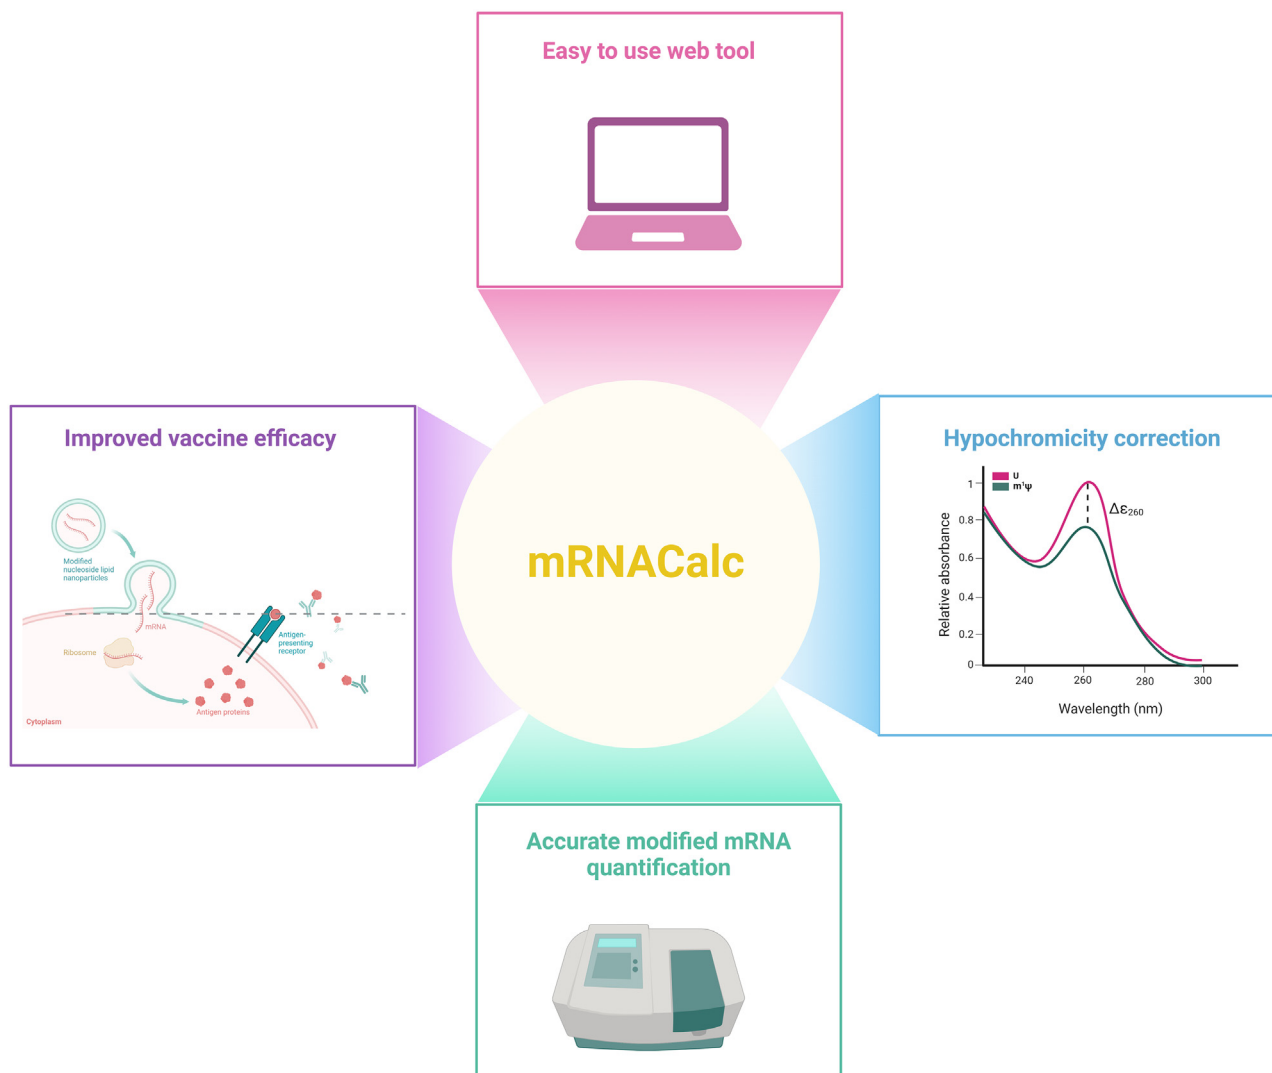 Easy to use web tool
Improved vaccine efficacy
Modified
nucleoside lipid
nanoparticles
mRNA
Ribosome
Antigen-
presenting
receptor
Antigen proteins
Cytoplasm
mRNACalc
Hypochromicity correction
U
m¹ψ
Δε₂₆₀
Relative absorbance
1
0.8
0.6
0.4
0.2
0
240 260 280 300
Wavelength (nm)
Accurate modified mRNA
quantification